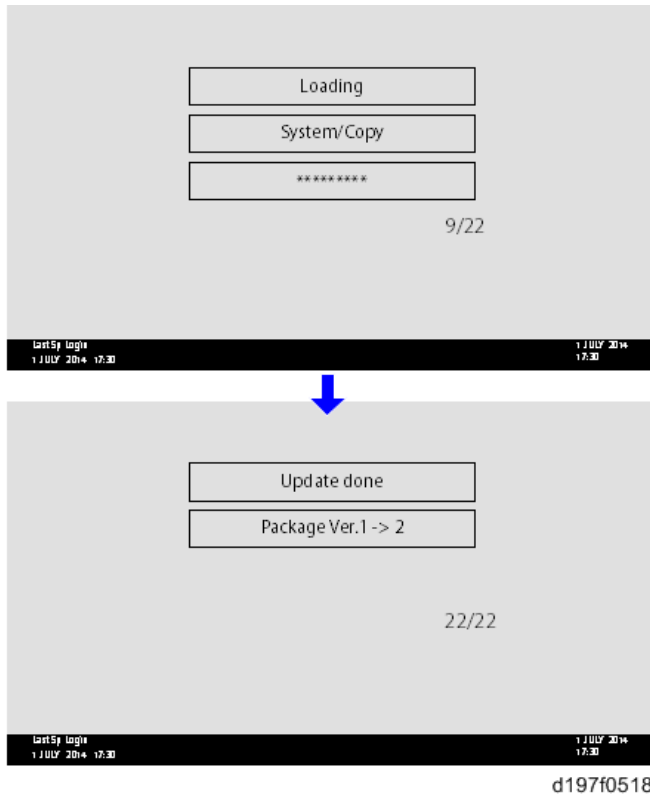 Loading
System/Copy
*********
9/22
Last Sp Login
1 JULY 2014 17:30
1 JULY 2014
17:30
Update done
Package Ver.1 -> 2
22/22
Last Sp Login
1 JULY 2014 17:30
1 JULY 2014
17:30
d197f0518